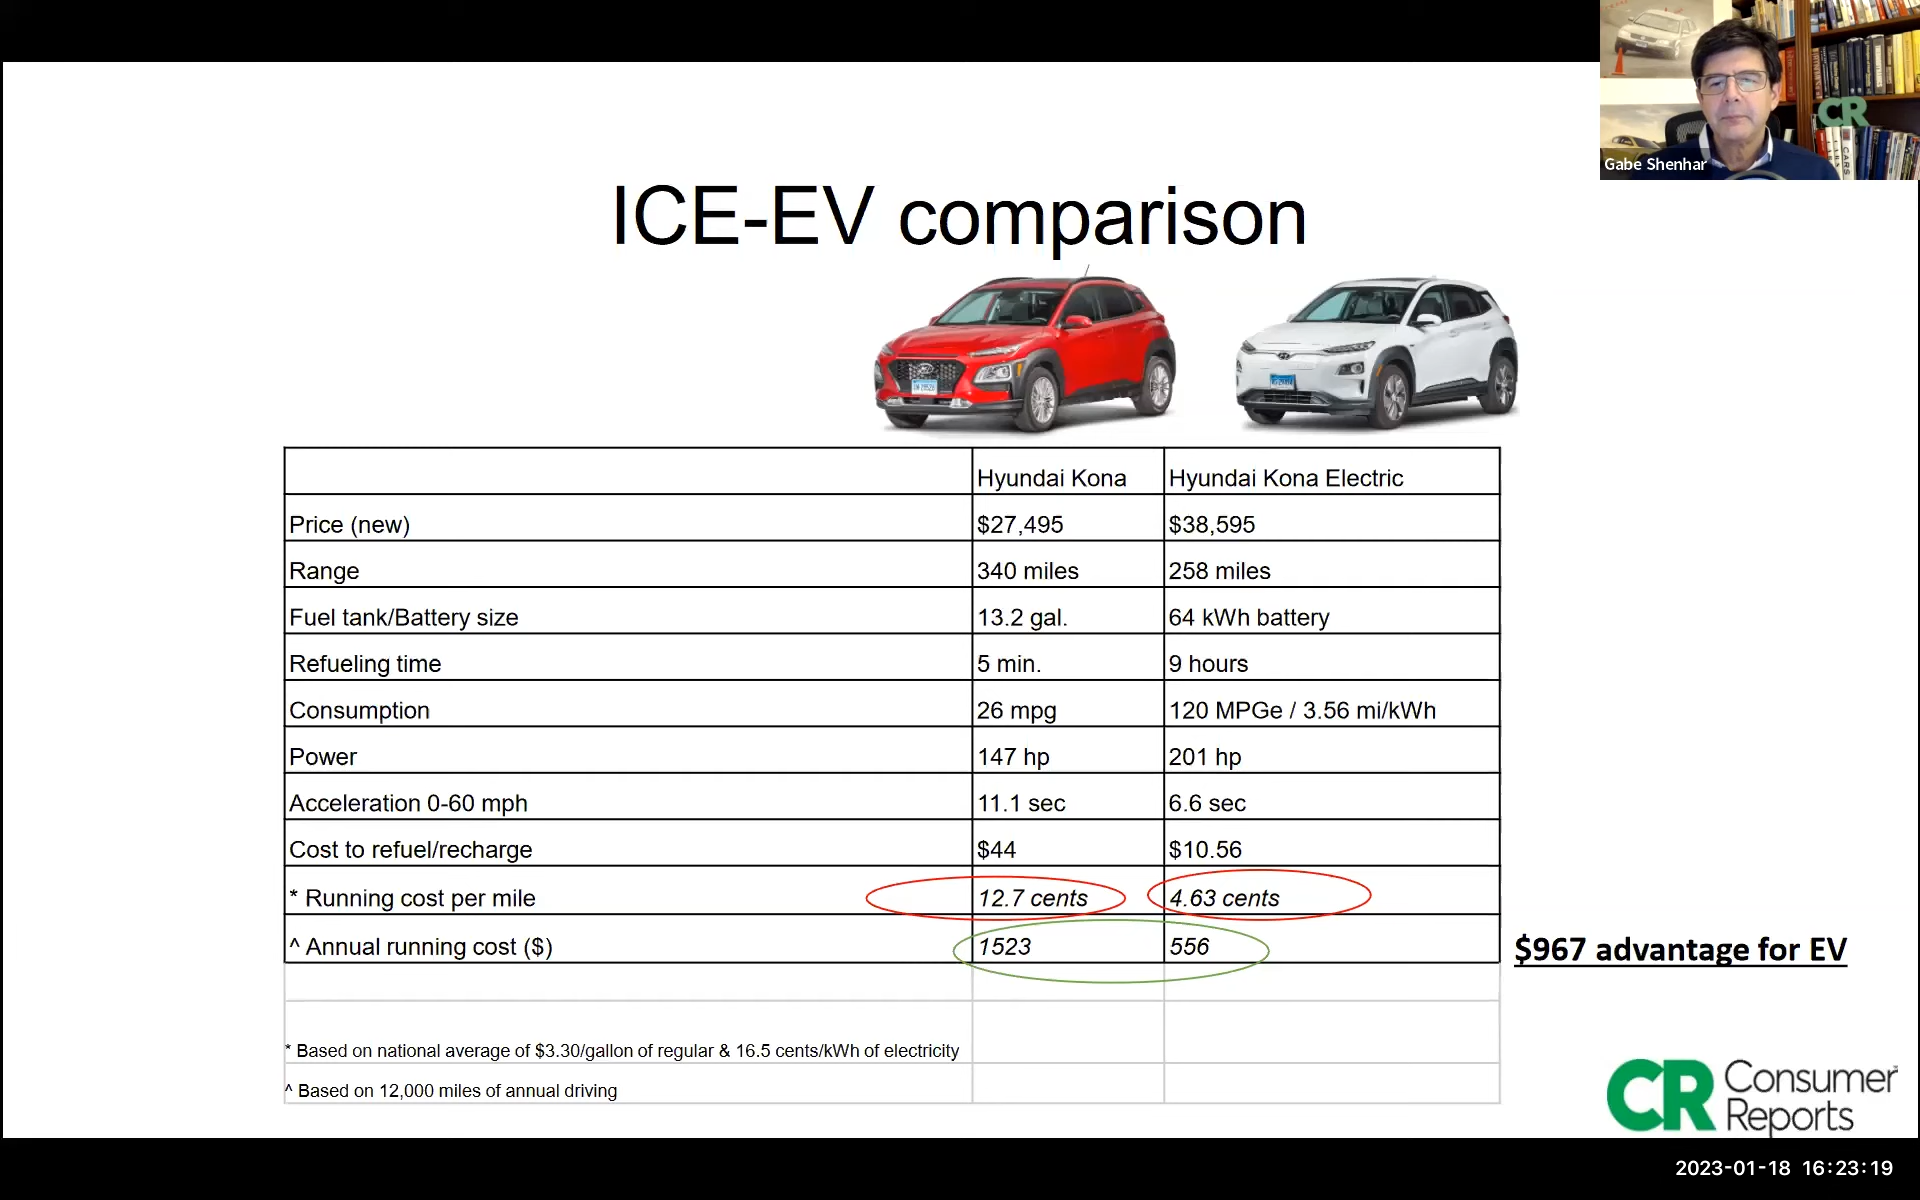 CR
Gabe Shenhar
ICE-EV comparison
Hyundai Kona Hyundai Kona Electric
Price (new) $27,495 $38,595
Range 340 miles 258 miles
Fuel tank/Battery size 13.2 gal. 64 kWh battery
Refueling time 5 min. 9 hours
Consumption 26 mpg 120 MPGe / 3.56 mi/kWh
Power 147 hp 201 hp
Acceleration 0-60 mph 11.1 sec 6.6 sec
Cost to refuel/recharge $44 $10.56
* Running cost per mile 12.7 cents 4.63 cents
^ Annual running cost ($) 1523 556 $967 advantage for EV
* Based on national average of $3.30/gallon of regular & 16.5 cents/kWh of electricity
^ Based on 12,000 miles of annual driving
CR Consumer
Reports
2023-01-18 16:23:19